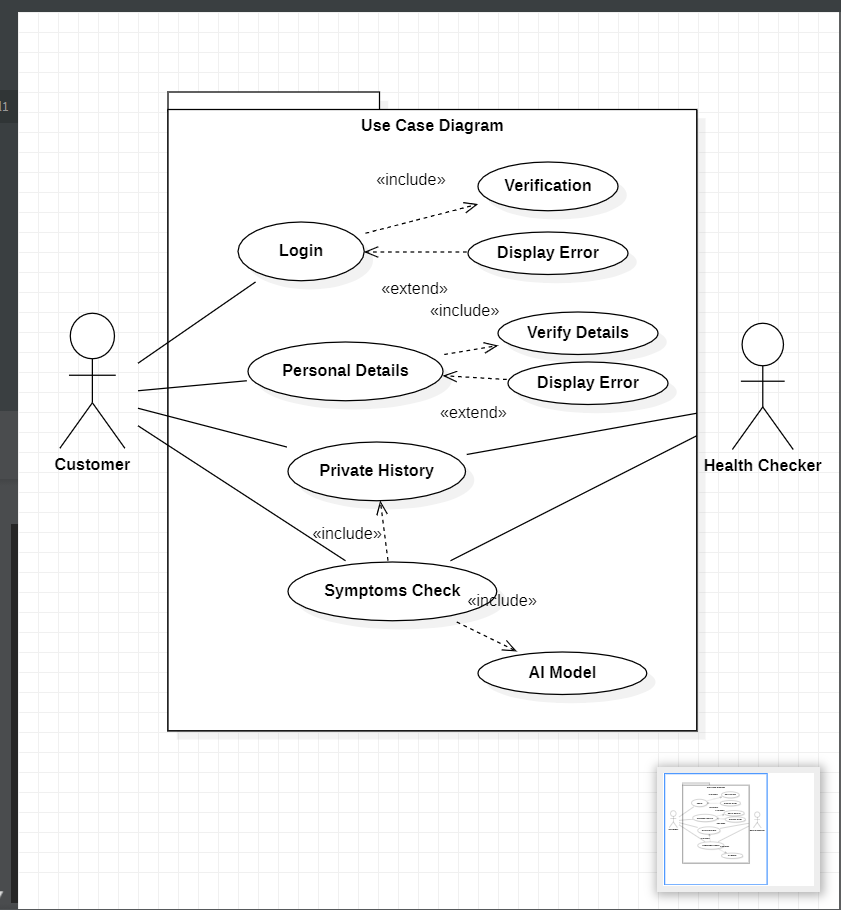 Use Case Diagram
«include»
Verification
Login
Display Error
«extend»
«include»
Verify Details
Personal Details
Display Error
«extend»
Private History
Customer
Health Checker
«include»
Symptoms Check
«include»
AI Model